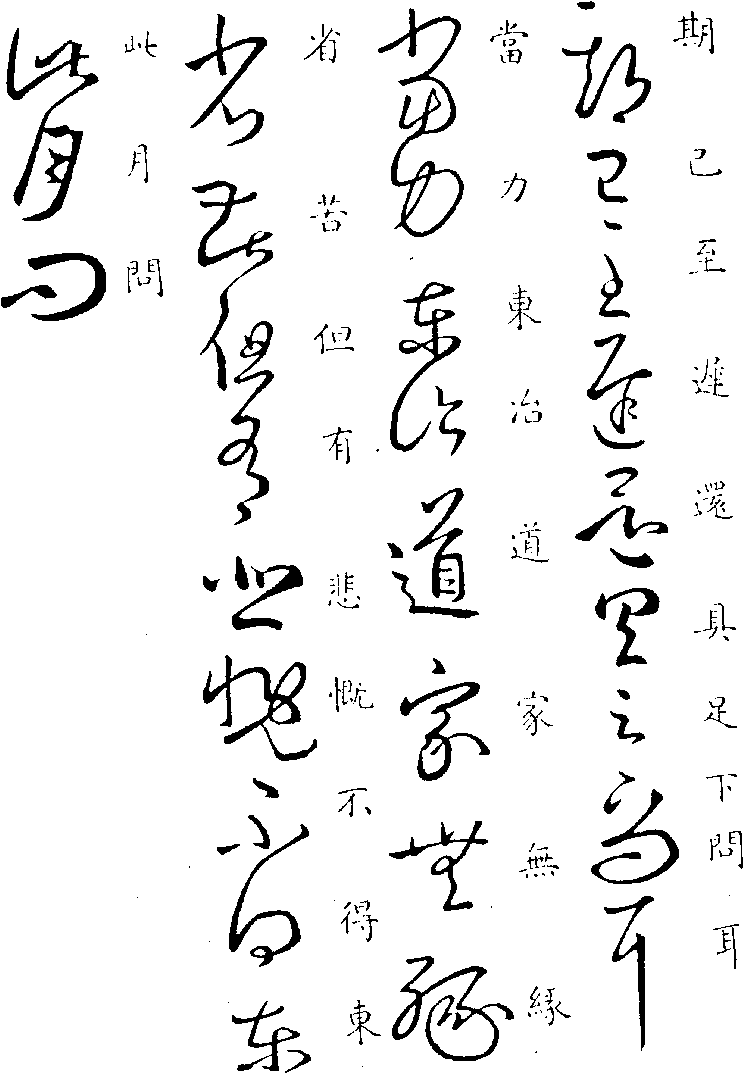 期已至遲還具足下問耳
當力東冶道家無緣
省苦但有悲慨不得東
此月問